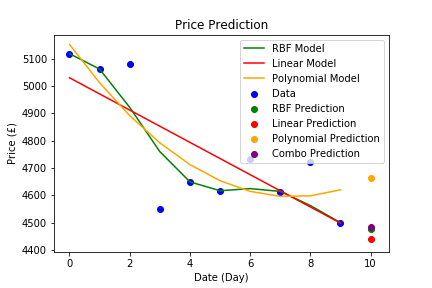 Price Prediction
Price (£)
5100
5000
4900
4800
4700
4600
4500
4400
RBF Model
Linear Model
Polynomial Model
Data
RBF Prediction
Linear Prediction
Polynomial Prediction
Combo Prediction
0 2 4 6 8 10
Date (Day)